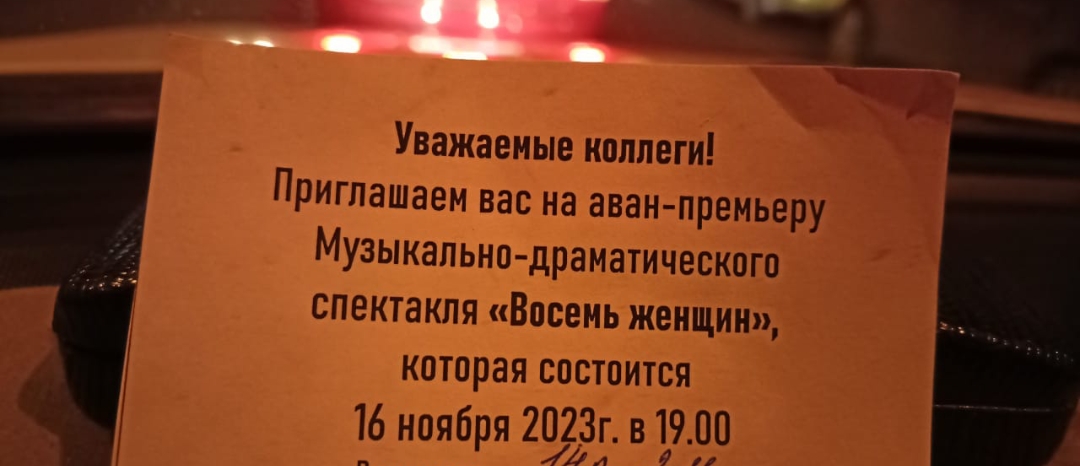 Уважаемые коллеги!
Приглашаем вас на аван-премьеру
Музыкально-драматического
спектакля «Восемь женщин»,
которая состоится
16 ноября 2023г. в 19.00